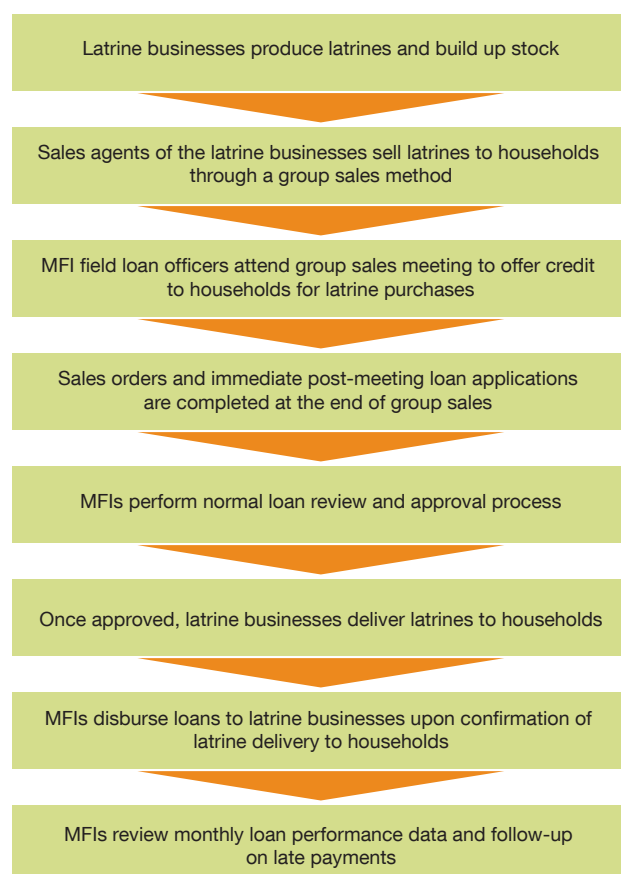 Latrine businesses produce latrines and build up stock
Sales agents of the latrine businesses sell latrines to households
through a group sales method
MFI field loan officers attend group sales meeting to offer credit
to households for latrine purchases
Sales orders and immediate post-meeting loan applications
are completed at the end of group sales
MFIs perform normal loan review and approval process
Once approved, latrine businesses deliver latrines to households
MFIs disburse loans to latrine businesses upon confirmation of
latrine delivery to households
MFIs review monthly loan performance data and follow-up
on late payments